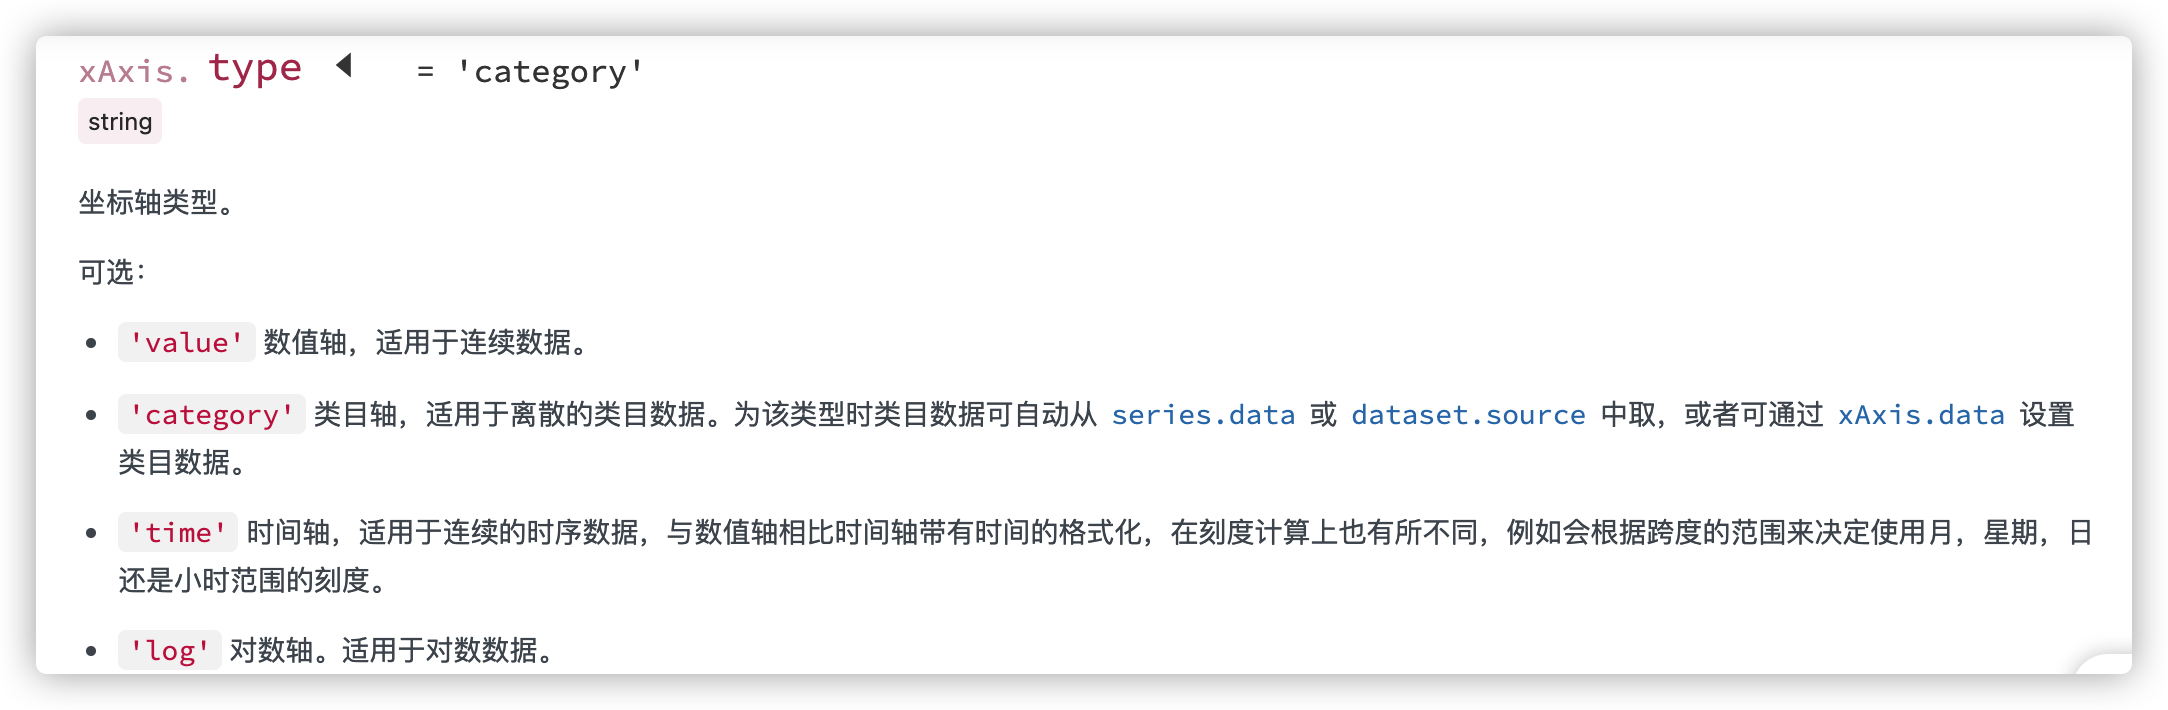 xAxis. type = 'category'
string
坐标轴类型。
可选：
'value' 数值轴，适用于连续数据。
'category' 类目轴，适用于离散的类目数据。为该类型时类目数据可自动从 series.data 或 dataset.source 中取，或者可通过 xAxis.data 设置
类目数据。
'time' 时间轴，适用于连续的时序数据，与数值轴相比时间轴带有时间的格式化，在刻度计算上也有所不同，例如会根据跨度的范围来决定使用月，星期，日
还是小时范围的刻度。
'log' 对数轴。适用于对数数据。